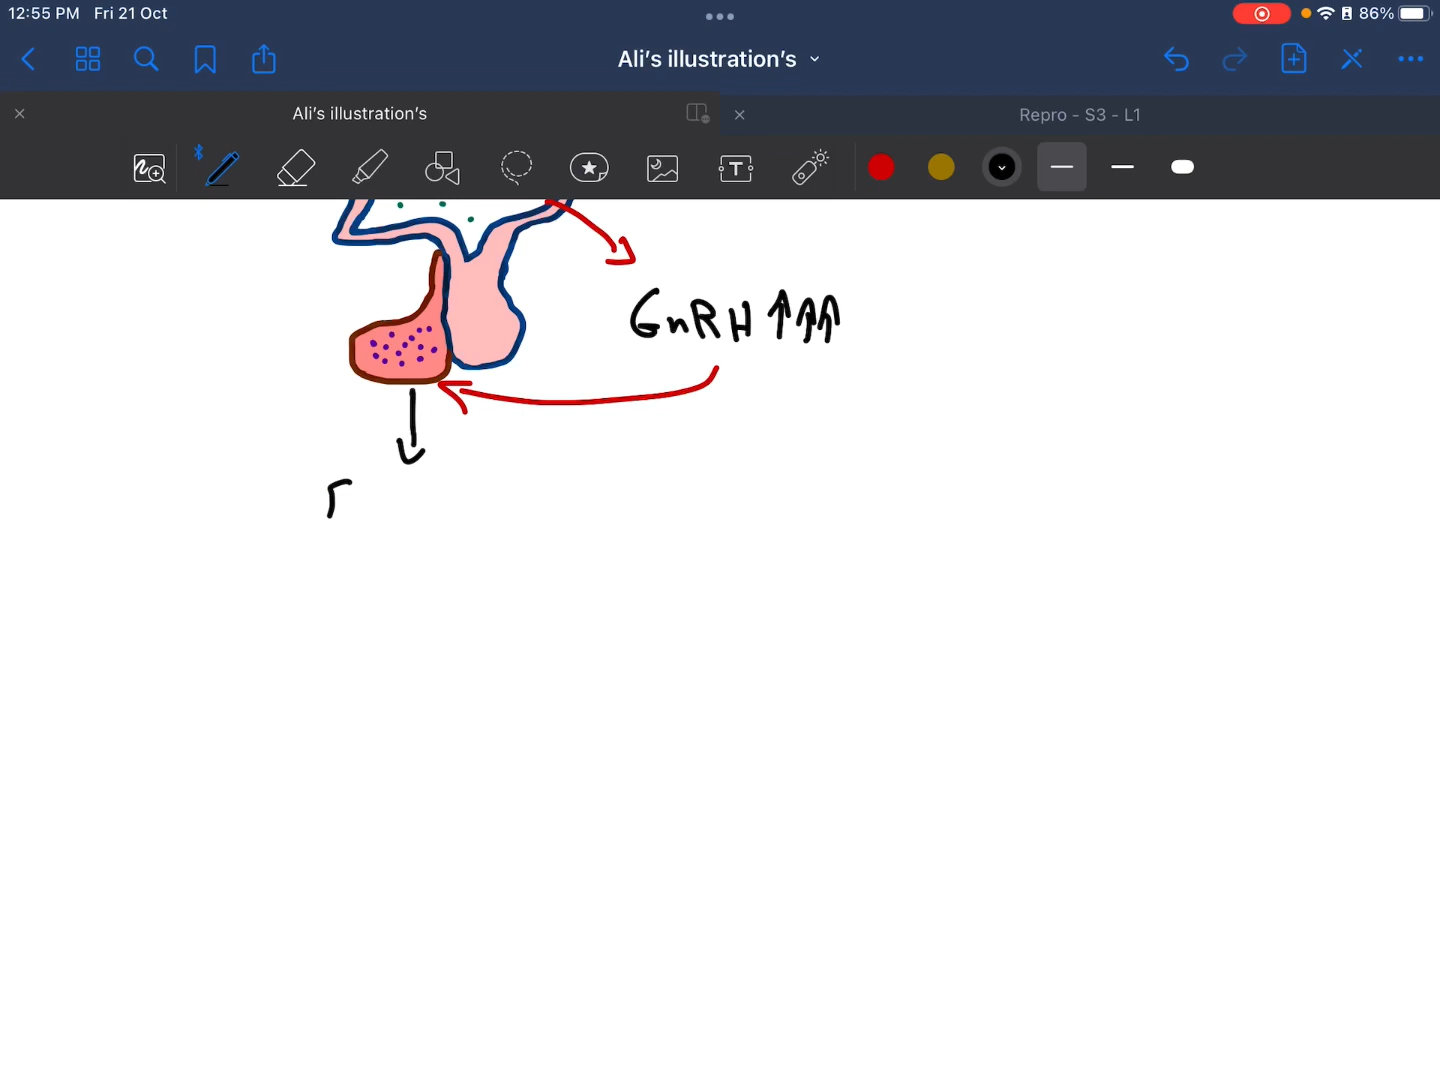 12:55 PM Fri 21 Oct
86%
Ali's illustration's
Ali's illustration's
Repro - S3 - L1
T
GnRH ↑↑↑